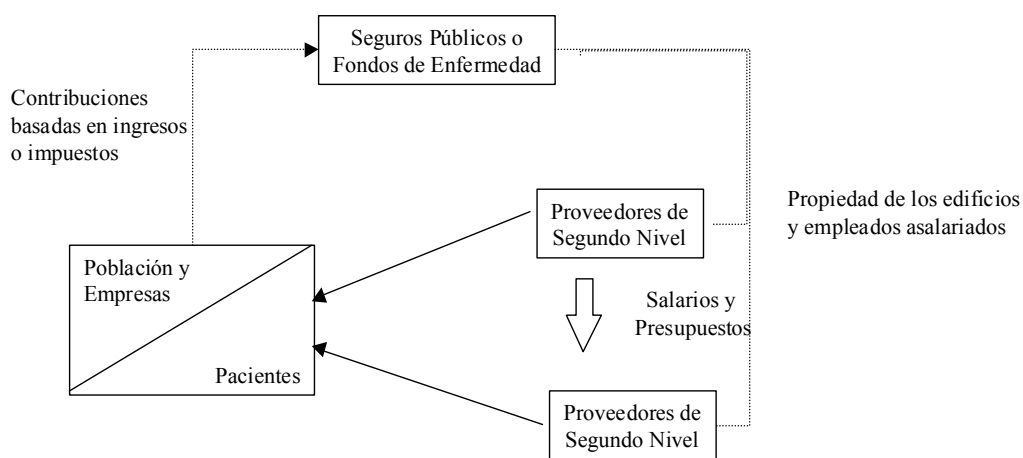 Seguros Públicos o
Fondos de Enfermedad
Contribuciones
basadas en ingresos
o impuestos
Proveedores de
Segundo Nivel
Propiedad de los edificios
y empleados asalariados
Población y
Empresas
Pacientes
Salarios y
Presupuestos
Proveedores de
Segundo Nivel